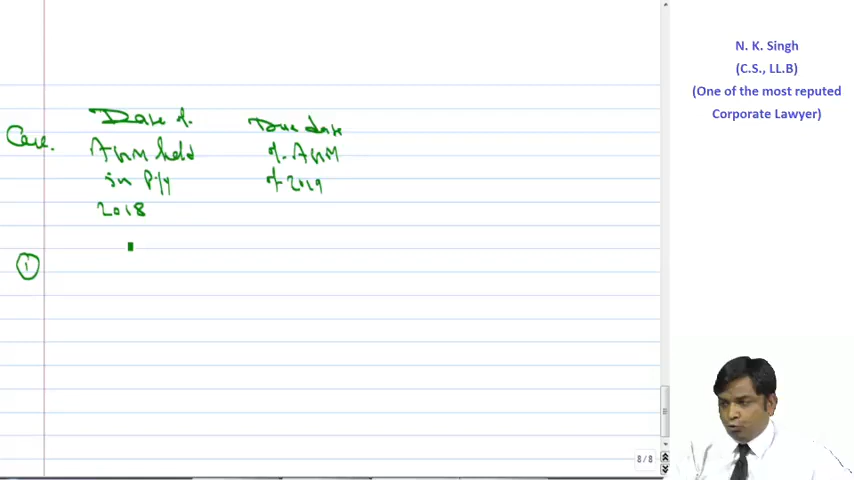 N. K. Singh
(C.S., LL.B)
(One of the most reputed
Corporate Lawyer)
Case.
Date of
AGM held
in P/y
2018
Due date
of AGM
of 2019
①
8 / 8